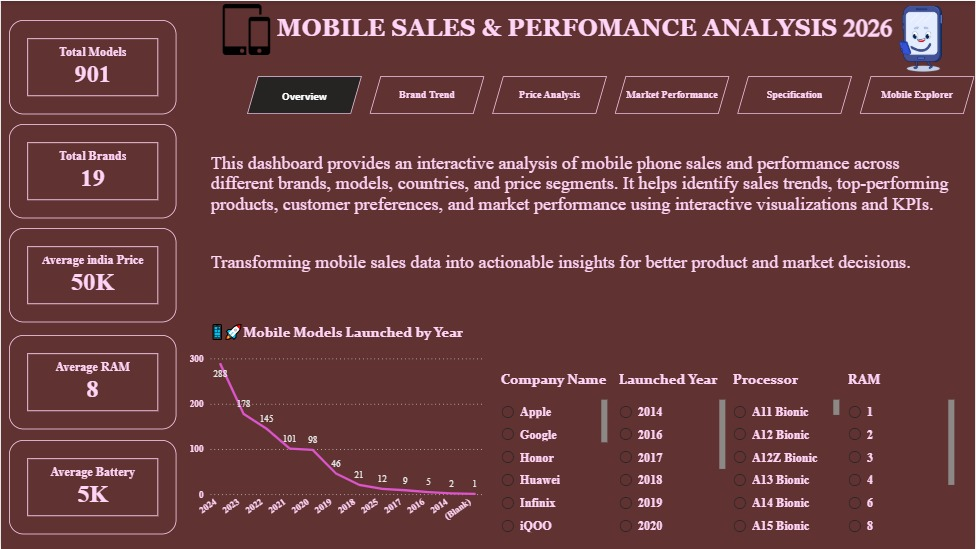 MOBILE SALES & PERFOMANCE ANALYSIS 2026
Total Models
901
Total Brands
19
Average india Price
50K
Average RAM
8
Average Battery
5K
Overview
Brand Trend
Price Analysis
Market Performance
Specification
Mobile Explorer
This dashboard provides an interactive analysis of mobile phone sales and performance across
different brands, models, countries, and price segments. It helps identify sales trends, top-performing
products, customer preferences, and market performance using interactive visualizations and KPIs.
Transforming mobile sales data into actionable insights for better product and market decisions.
Mobile Models Launched by Year
300
200
100
0
288
178
145
101
98
46
21
12
9
5
2
1
2024
2023
2022
2021
2020
2019
2018
2025
2017
2016
2014
(Blank)
Company Name
Apple
Google
Honor
Huawei
Infinix
iQOO
Launched Year
2014
2016
2017
2018
2019
2020
Processor
A11 Bionic
A12 Bionic
A12Z Bionic
A13 Bionic
A14 Bionic
A15 Bionic
RAM
1
2
3
4
6
8